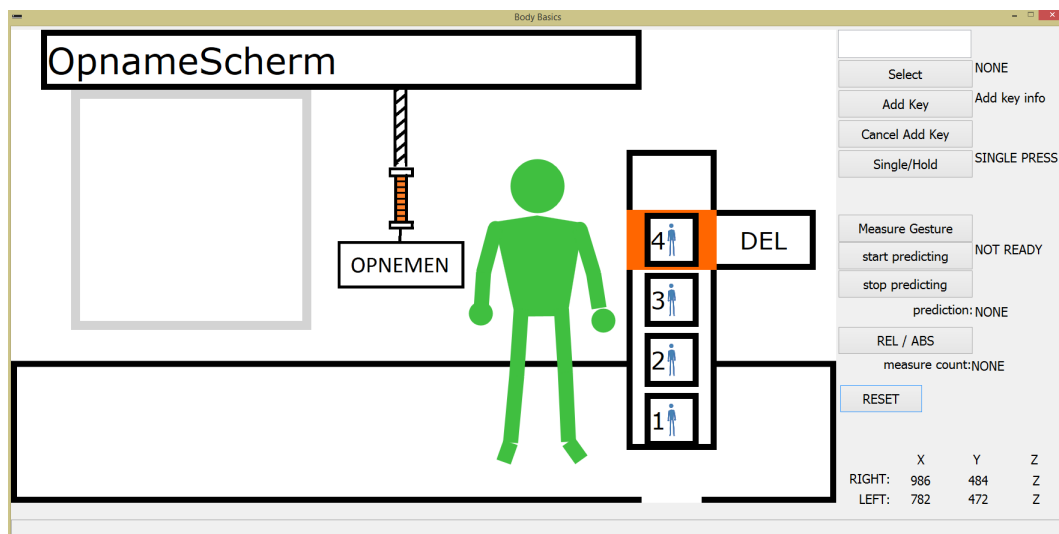 Body Basics
OpnameScherm
OPNEMEN
4
DEL
3
2
1
Select
NONE
Add Key
Add key info
Cancel Add Key
Single/Hold
SINGLE PRESS
Measure Gesture
start predicting
NOT READY
stop predicting
prediction: NONE
REL / ABS
measure count:NONE
RESET
X Y Z
RIGHT: 986 484 Z
LEFT: 782 472 Z